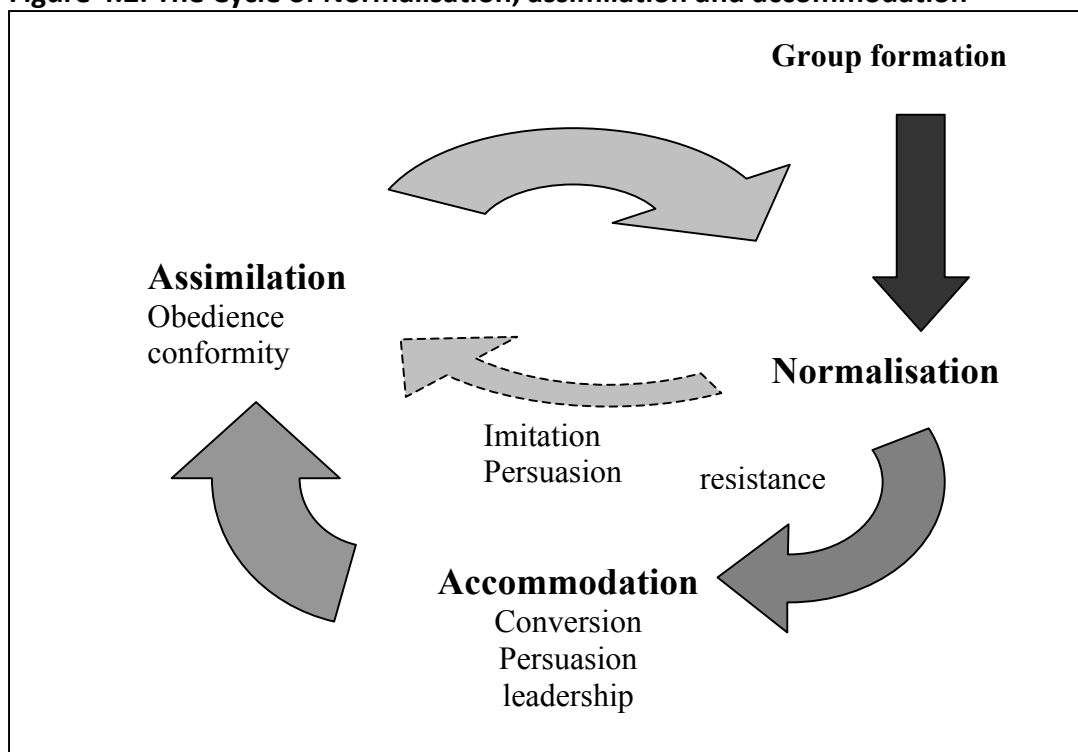 Figure 4.2: The Cycle of Normalisation, assimilation and accommodation
Group formation
Assimilation
Obedience
conformity
Normalisation
Imitation
Persuasion
resistance
Accommodation
Conversion
Persuasion
leadership